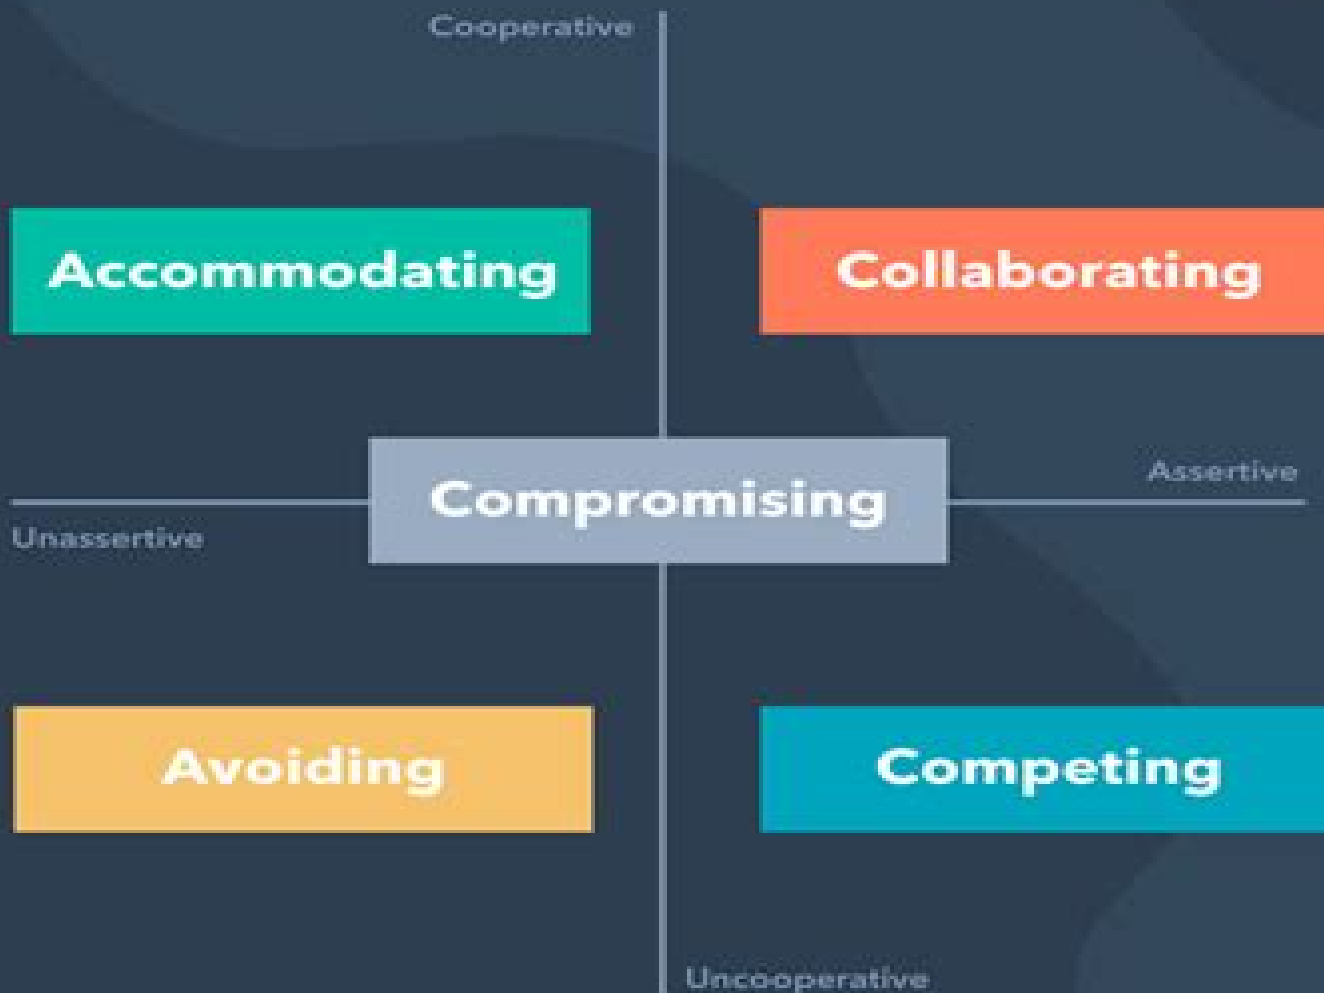 Cooperative
Accommodating
Collaborating
Compromising
Assertive
Unassertive
Avoiding
Competing
Uncooperative